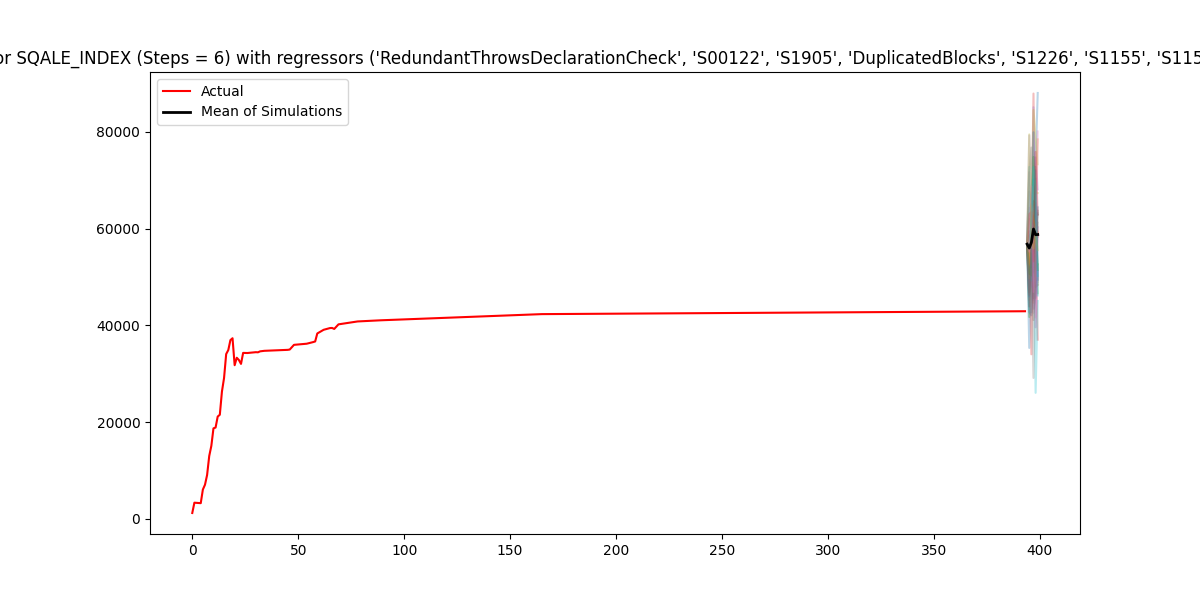 or SQALE_INDEX (Steps = 6) with regressors ('RedundantThrowsDeclarationCheck', 'S00122', 'S1905', 'DuplicatedBlocks', 'S1226', 'S1155', 'S115
Actual
Mean of Simulations
80000
60000
40000
20000
0
0 50 100 150 200 250 300 350 400